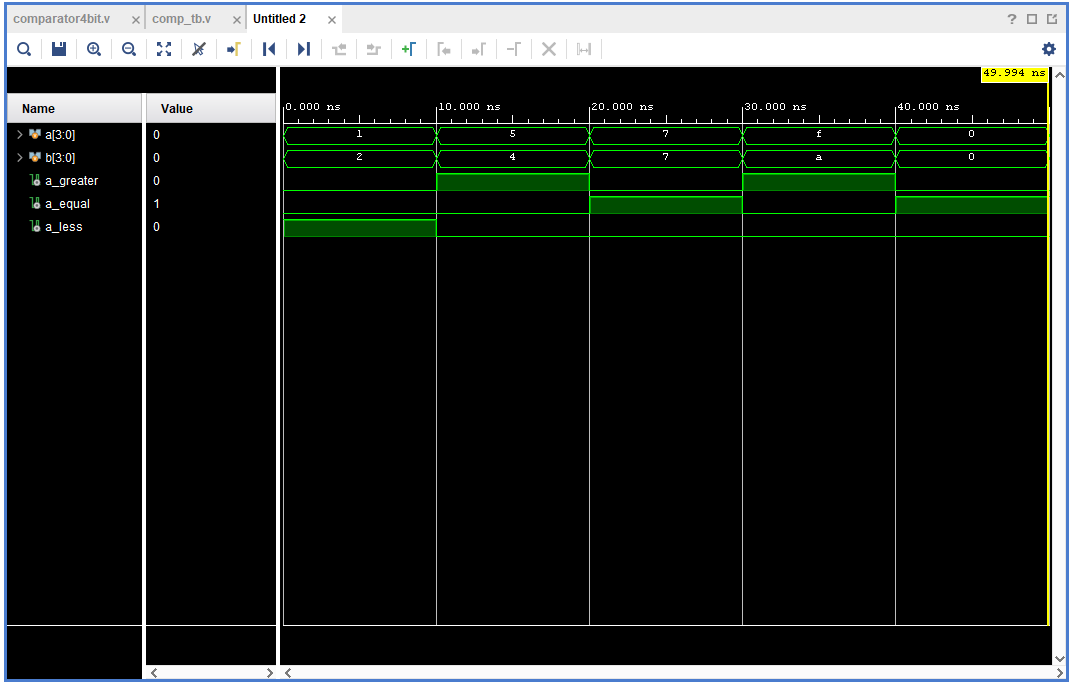 comparator4bit.v × comp_tb.v × Untitled 2 ×
49.994 ns
Name Value 0.000 ns 10.000 ns 20.000 ns 30.000 ns 40.000 ns
a[3:0] 0 1 5 7 f 0
b[3:0] 0 2 4 7 a 0
a_greater 0
a_equal 1
a_less 0